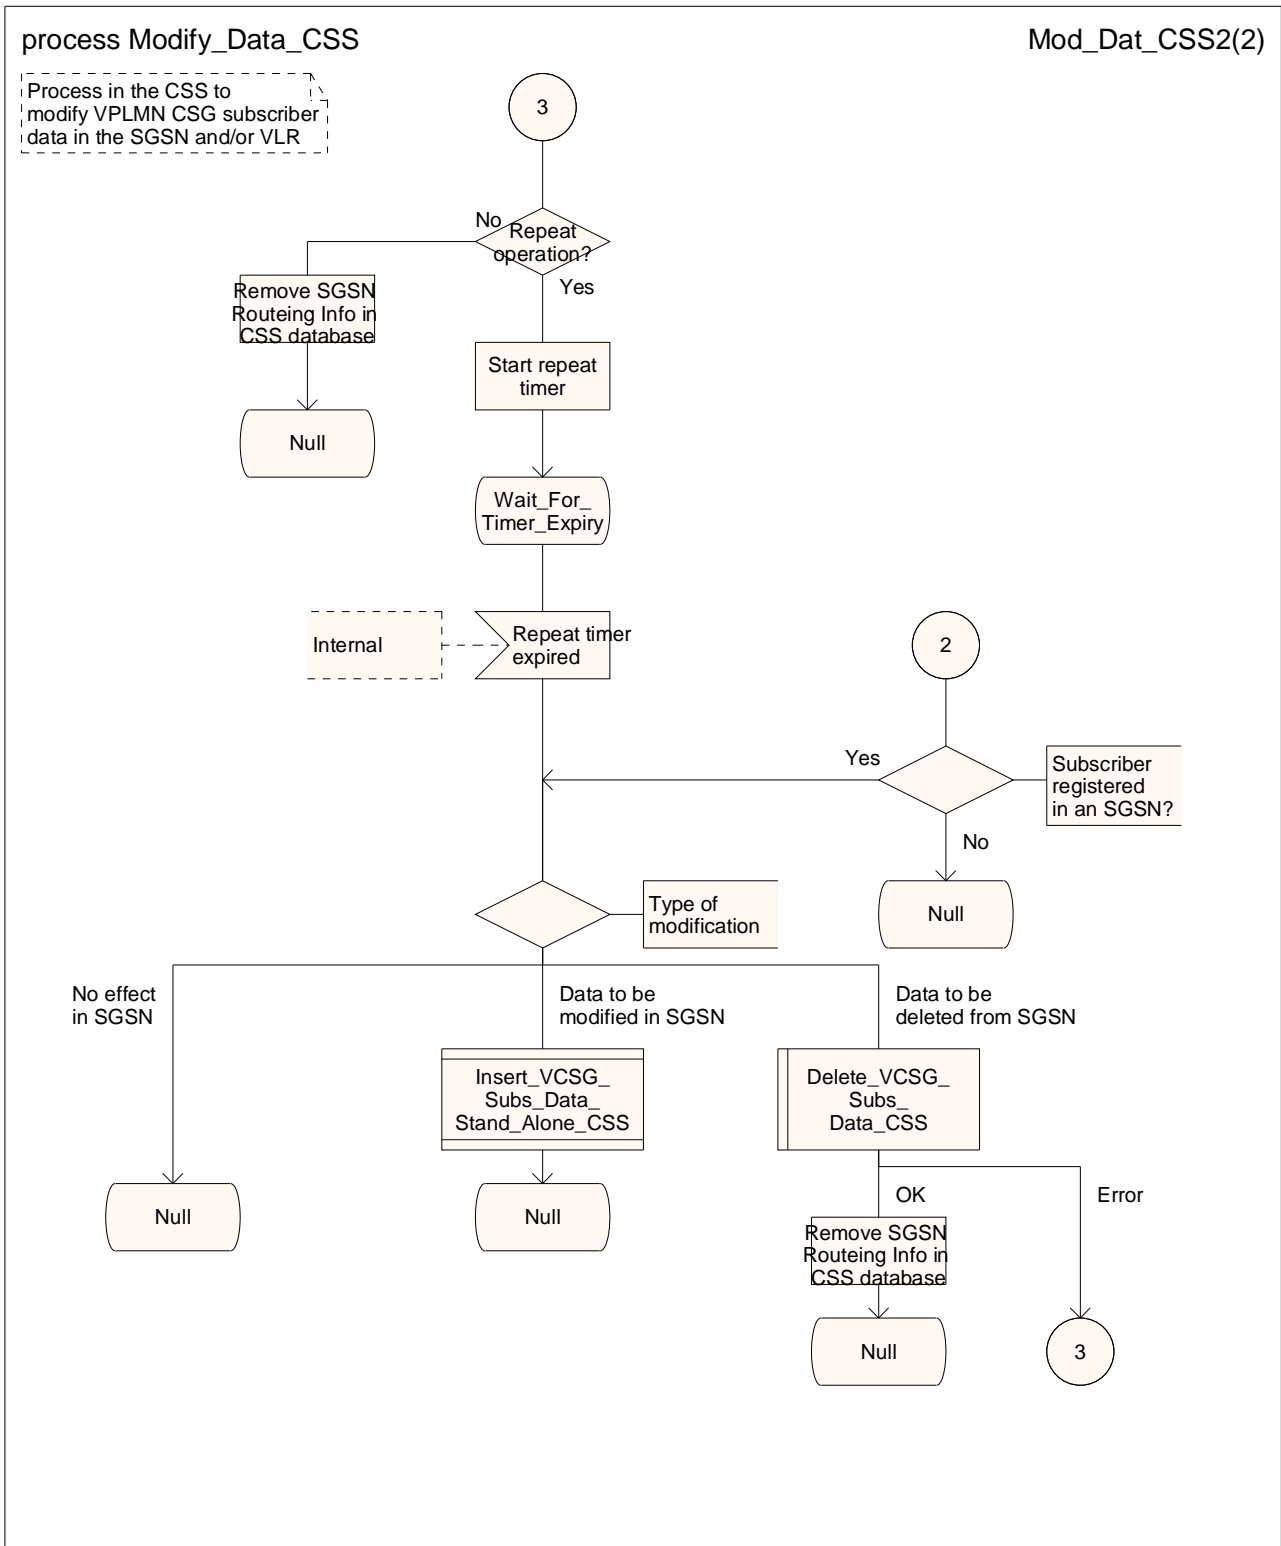 process Modify_Data_CSS
Mod_Dat_CSS2(2)
Process in the CSS to
modify VPLMN CSG subscriber
data in the SGSN and/or VLR
3
No
Repeat
operation?
Yes
Remove SGSN
Routeing Info in
CSS database
Start repeat
timer
Null
Wait_For_
Timer_Expiry
Internal
Repeat timer
expired
2
Yes
Subscriber
registered
in an SGSN?
No
Null
Type of
modification
No effect
in SGSN
Data to be
modified in SGSN
Data to be
deleted from SGSN
Insert_VCSG_
Subs_Data_
Stand_Alone_CSS
Delete_VCSG_
Subs_
Data_CSS
OK
Error
Null
Null
Remove SGSN
Routeing Info in
CSS database
Null
3